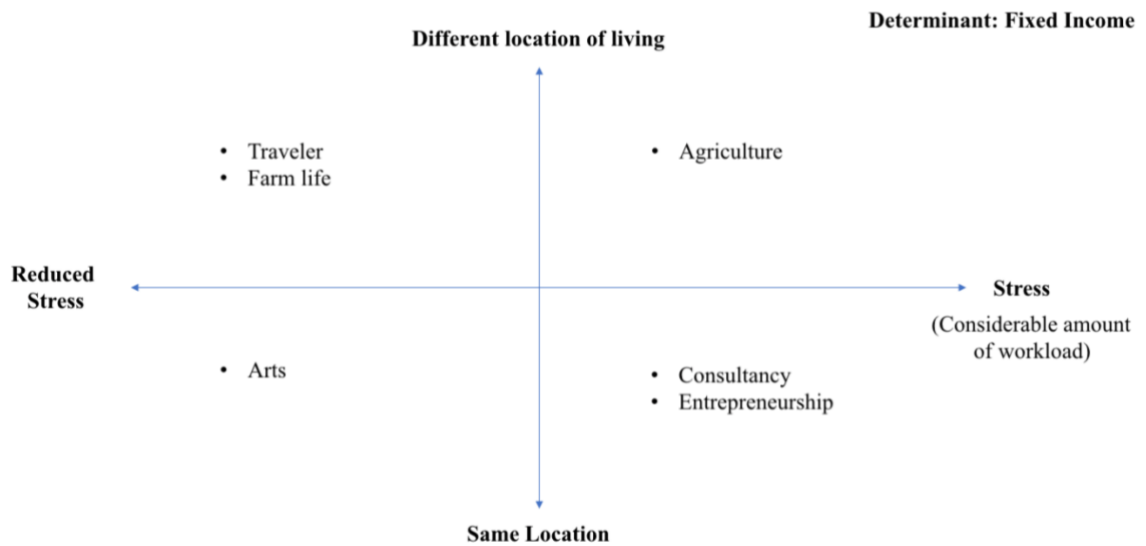 Determinant: Fixed Income
Different location of living
• Traveler
• Farm life
• Agriculture
Reduced
Stress
Stress
(Considerable amount
of workload)
• Arts
• Consultancy
• Entrepreneurship
Same Location